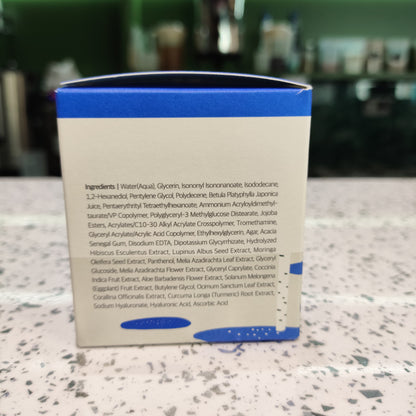 Ingredients | Water(Aqua), Glycerin, Isononyl Isononanoate, Isododecane,
1,2-Hexanediol, Pentylene Glycol, Polydecene, Betula Platyphylla Japonica
Juice, Pentaerythrityl Tetraethylhexanoate, Ammonium Acryloyldimethyl-
taurate/VP Copolymer, Polyglyceryl-3 Methylglucose Distearate, Jojoba
Esters, Acrylates/C10-30 Alkyl Acrylate Crosspolymer, Tromethamine,
Glyceryl Acrylate/Acrylic Acid Copolymer, Ethylhexylglycerin, Agar, Acacia
Senegal Gum, Disodium EDTA, Dipotassium Glycyrrhizate, Hydrolyzed
Hibiscus Esculentus Extract, Lupinus Albus Seed Extract, Moringa
Oleifera Seed Extract, Panthenol, Melia Azadirachta Leaf Extract, Glyceryl
Glucoside, Melia Azadirachta Flower Extract, Glyceryl Caprylate, Coccinia
Indica Fruit Extract, Aloe Barbadensis Flower Extract, Solanum Melongena
(Eggplant) Fruit Extract, Butylene Glycol, Ocimum Sanctum Leaf Extract,
Corallina Officinalis Extract, Curcuma Longa (Turmeric) Root Extract,
Sodium Hyaluronate, Hyaluronic Acid, Ascorbic Acid